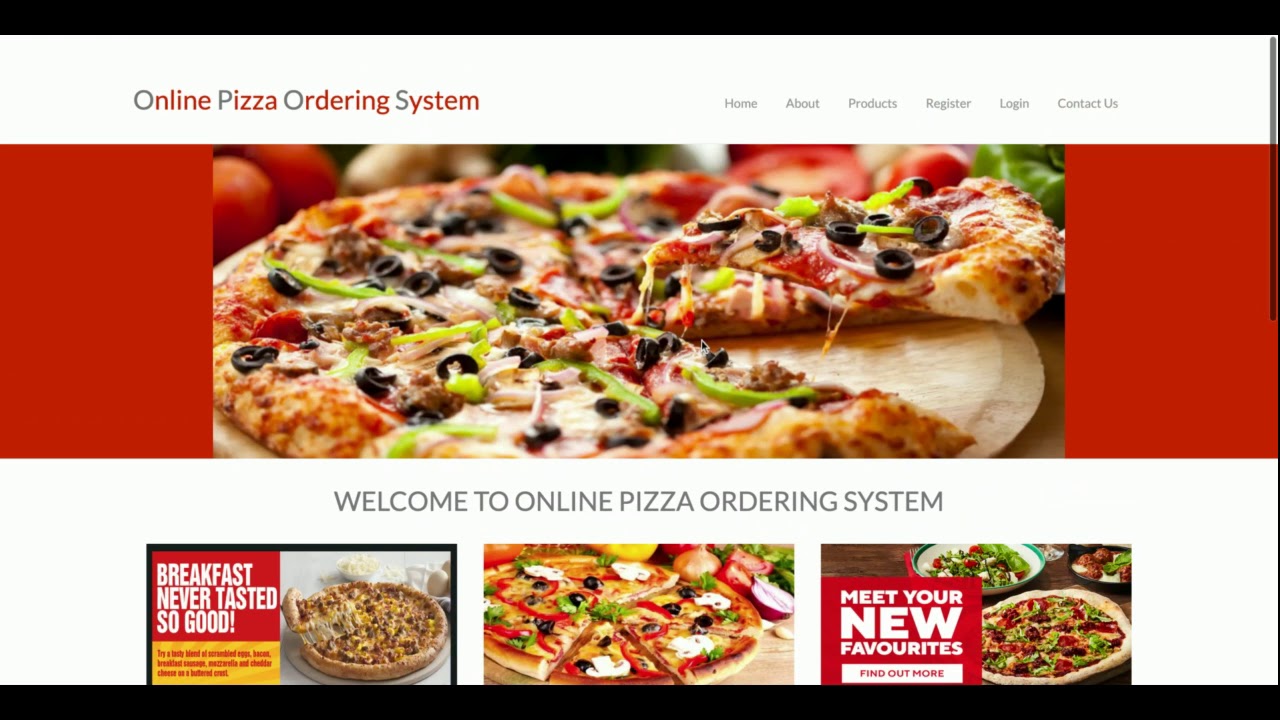 Online Pizza Ordering System
Home About Products Register Login Contact Us
WELCOME TO ONLINE PIZZA ORDERING SYSTEM
BREAKFAST
NEVER TASTED
SO GOOD!
Try a tasty blend of scrambled eggs, bacon,
breakfast sausage, mozzarella and cheddar
cheese on a buttered crust.
MEET YOUR
NEW
FAVOURITES
FIND OUT MORE